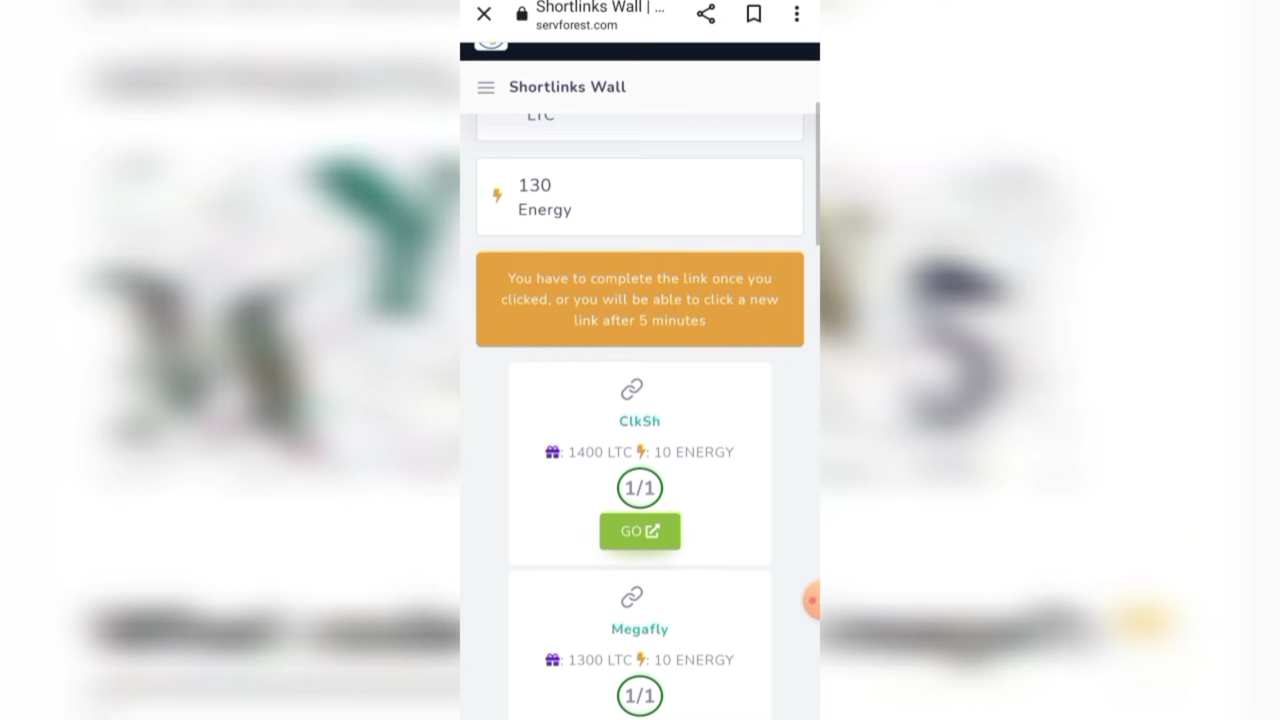 Shortlinks Wall | ...
servforest.com
Shortlinks Wall
LTC
130
Energy
You have to complete the link once you
clicked, or you will be able to click a new
link after 5 minutes
ClkSh
: 1400 LTC : 10 ENERGY
1/1
GO
Megafly
: 1300 LTC : 10 ENERGY
1/1